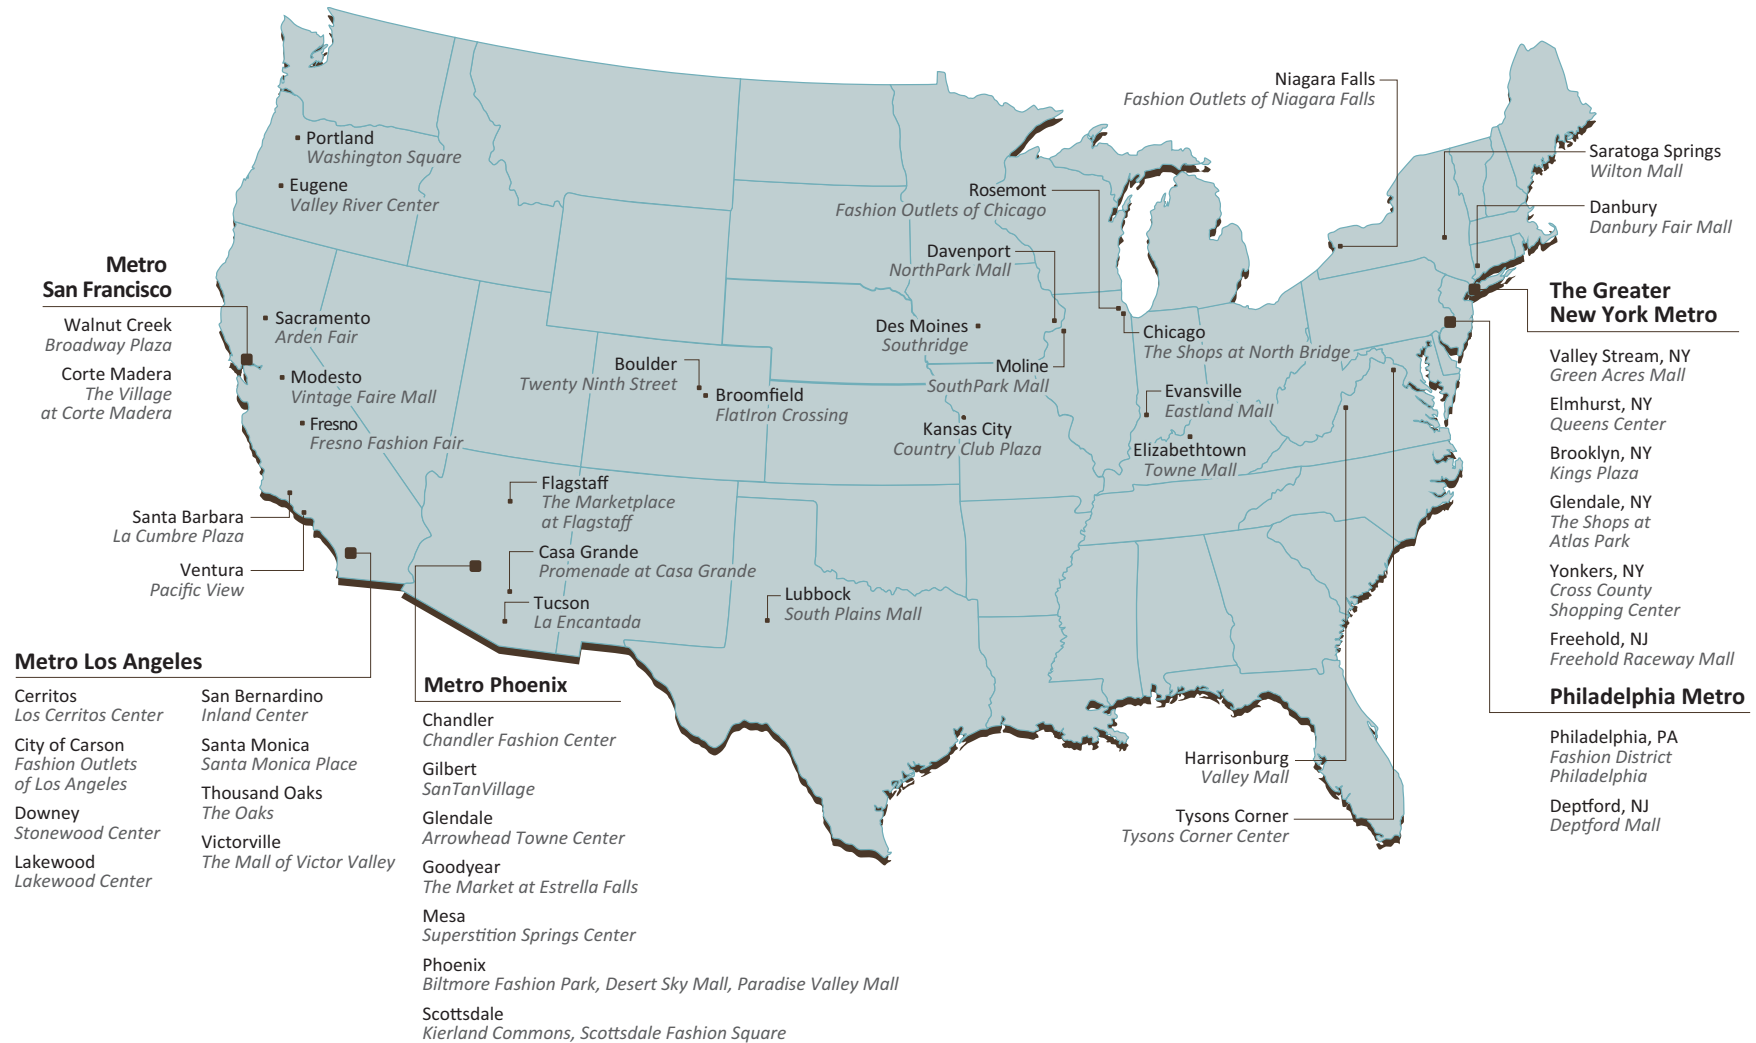 Niagara Falls
Fashion Outlets of Niagara Falls
Portland
Washington Square
Eugene
Valley River Center
Saratoga Springs
Wilton Mall
Rosemont
Fashion Outlets of Chicago
Danbury
Danbury Fair Mall
Davenport
NorthPark Mall
Metro
San Francisco
Walnut Creek
Broadway Plaza
Corte Madera
The Village
at Corte Madera
Sacramento
Arden Fair
Modesto
Vintage Faire Mall
Fresno
Fresno Fashion Fair
Boulder
Twenty Ninth Street
Broomfield
FlatIron Crossing
Des Moines
Southridge
Moline
SouthPark Mall
Kansas City
Country Club Plaza
Chicago
The Shops at North Bridge
Evansville
Eastland Mall
Elizabethtown
Towne Mall
The Greater
New York Metro
Valley Stream, NY
Green Acres Mall
Elmhurst, NY
Queens Center
Brooklyn, NY
Kings Plaza
Glendale, NY
The Shops at
Atlas Park
Yonkers, NY
Cross County
Shopping Center
Freehold, NJ
Freehold Raceway Mall
Philadelphia Metro
Philadelphia, PA
Fashion District
Philadelphia
Deptford, NJ
Deptford Mall
Santa Barbara
La Cumbre Plaza
Ventura
Pacific View
Flagstaff
The Marketplace
at Flagstaff
Casa Grande
Promenade at Casa Grande
Tucson
La Encantada
Lubbock
South Plains Mall
Harrisonburg
Valley Mall
Tysons Corner
Tysons Corner Center
Metro Los Angeles
Cerritos
Los Cerritos Center
City of Carson
Fashion Outlets
of Los Angeles
Downey
Stonewood Center
Lakewood
Lakewood Center
San Bernardino
Inland Center
Santa Monica
Santa Monica Place
Thousand Oaks
The Oaks
Victorville
The Mall of Victor Valley
Metro Phoenix
Chandler
Chandler Fashion Center
Gilbert
SanTanVillage
Glendale
Arrowhead Towne Center
Goodyear
The Market at Estrella Falls
Mesa
Superstition Springs Center
Phoenix
Biltmore Fashion Park, Desert Sky Mall, Paradise Valley Mall
Scottsdale
Kierland Commons, Scottsdale Fashion Square